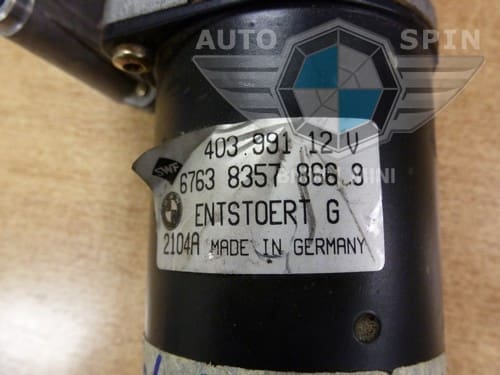 AUTO SPIN
403.991 12 V
SWF
6763 8357 866.9
ENTSTOERT G
2104A MADE IN GERMANY